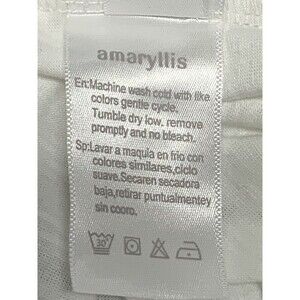 amaryllis
En:Machine wash cold with like
colors gentle cycle.
Tumble dry low. remove
promptly and no bleach.
Sp:Lavar a maquia en frio con
colores similares,ciclo
suave.Secaren secadora
baja,retirar puntualmentey
sin cooro.
30